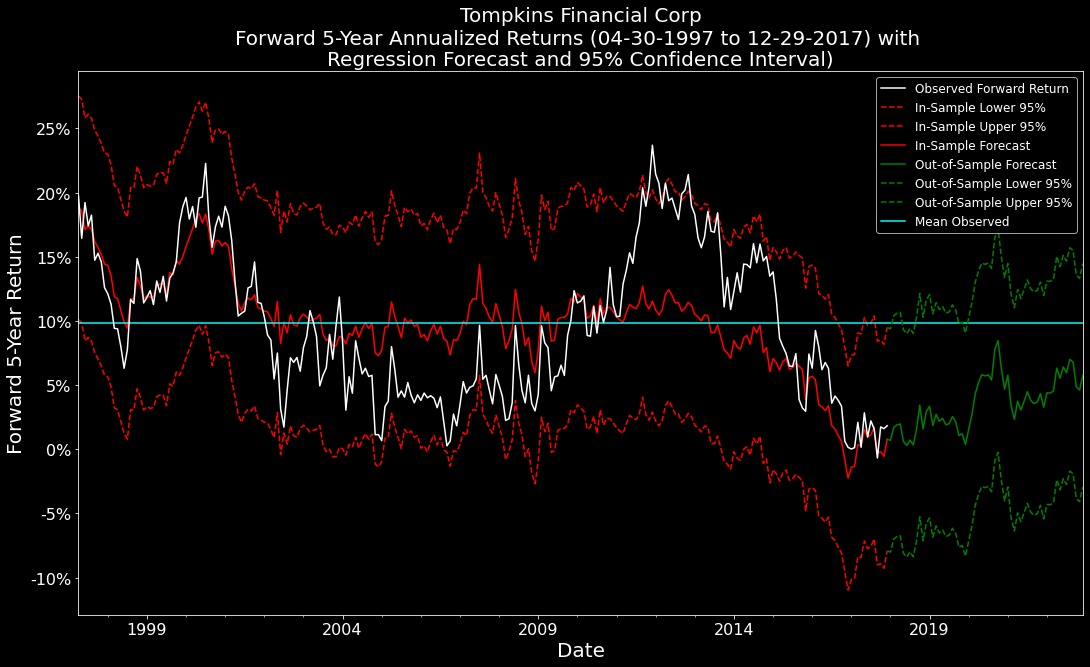 Tompkins Financial Corp
Forward 5-Year Annualized Returns (04-30-1997 to 12-29-2017) with
Regression Forecast and 95% Confidence Interval)
Observed Forward Return
In-Sample Lower 95%
In-Sample Upper 95%
In-Sample Forecast
Out-of-Sample Forecast
Out-of-Sample Lower 95%
Out-of-Sample Upper 95%
Mean Observed
Forward 5-Year Return
25%
20%
15%
10%
5%
0%
-5%
-10%
1999
2004
2009
2014
2019
Date